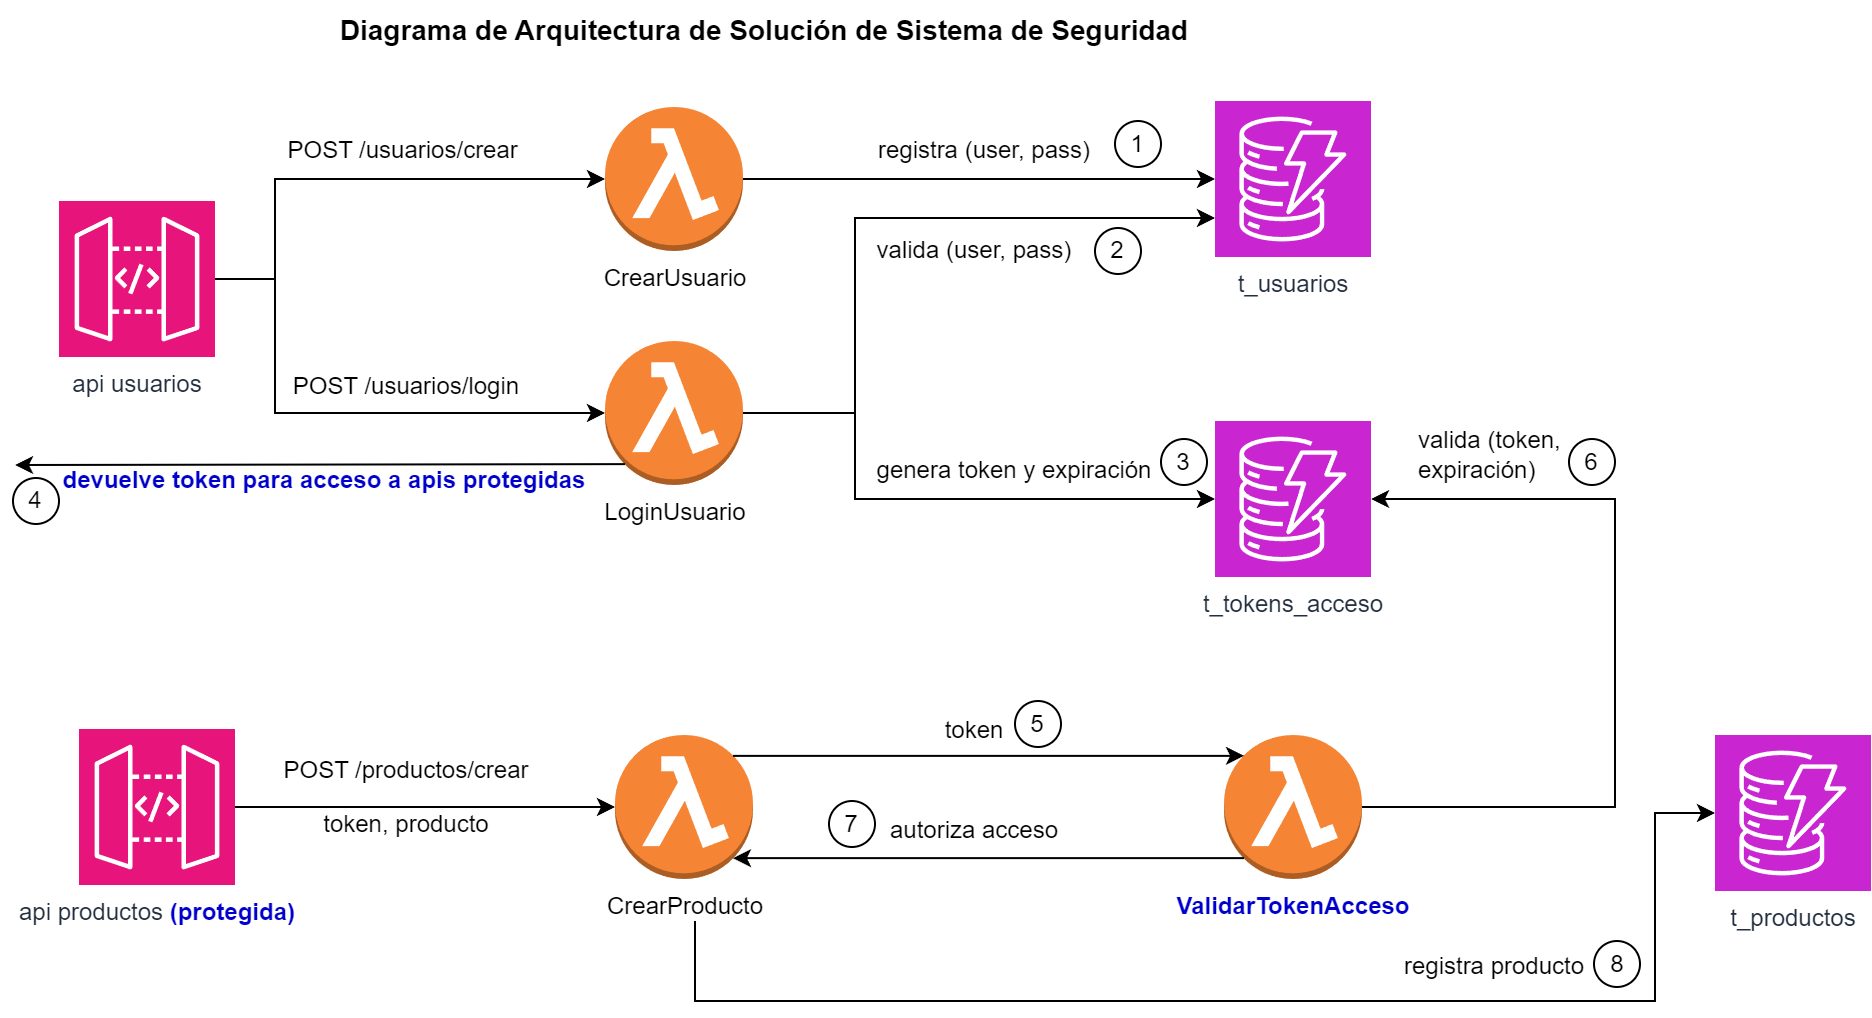 Diagrama de Arquitectura de Solución de Sistema de Seguridad
POST /usuarios/crear
registra (user, pass)
1
CrearUsuario
valida (user, pass)
2
t_usuarios
api usuarios
POST /usuarios/login
devuelve token para acceso a apis protegidas
4
LoginUsuario
genera token y expiración
3
valida (token,
expiración)
6
t_tokens_acceso
token
5
POST /productos/crear
token, producto
7
autoriza acceso
api productos (protegida)
CrearProducto
ValidarTokenAcceso
t_productos
registra producto
8